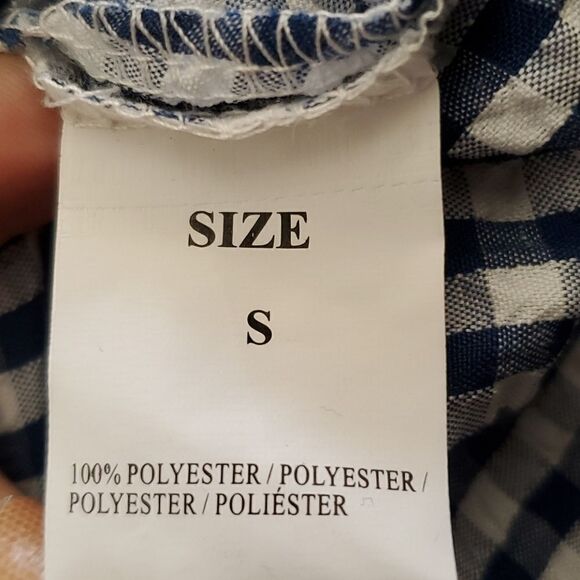 SIZE
S
100% POLYESTER / POLYESTER /
POLYESTER / POLIÉSTER